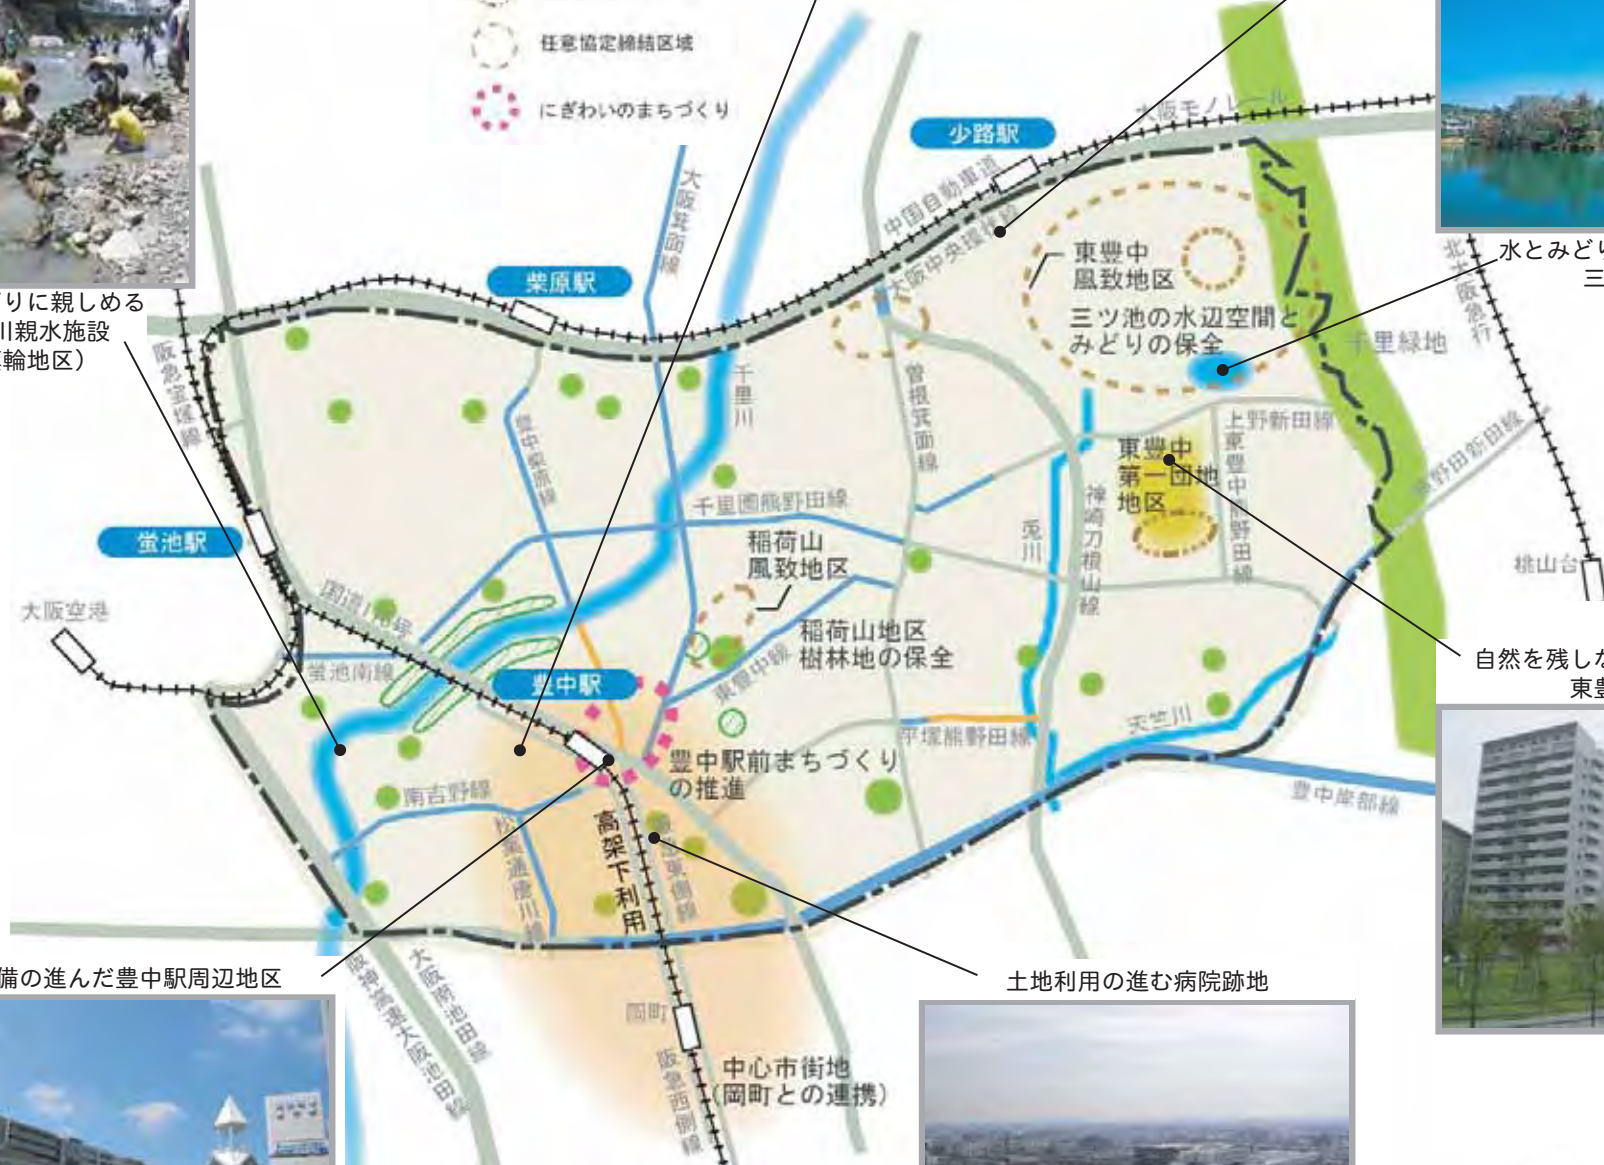 任意協定締結区域
にぎわいのまちづくり
大阪モノレール
少路駅
中国自動車道
大阪中央環状線
大阪箕面線
柴原駅
東豊中
風致地区
三ツ池の水辺空間と
みどりの保全
水とみどり
三
北大阪急行
千里緑地
りに親しめる
川親水施設
輪地区）
阪急宝塚線
千里川
豊中柴原線
曽根箕面線
上野新田線
東豊中
第一団地
地区
東豊中熊野田線
熊野田新田線
神崎刀根山線
兎川
千里園熊野田線
蛍池駅
稲荷山
風致地区
桃山台
大阪空港
国道176号
稲荷山地区
樹林地の保全
自然を残しな
東豊
蛍池南線
豊中駅
東豊中線
天竺川
平塚熊野田線
豊中駅前まちづくり
の推進
豊中岸部線
南吉野線
高架下利用
備の進んだ豊中駅周辺地区
土地利用の進む病院跡地
大阪府池田線
阪神高速大阪池田線
岡町
阪急西側線
中心市街地
（岡町との連携）